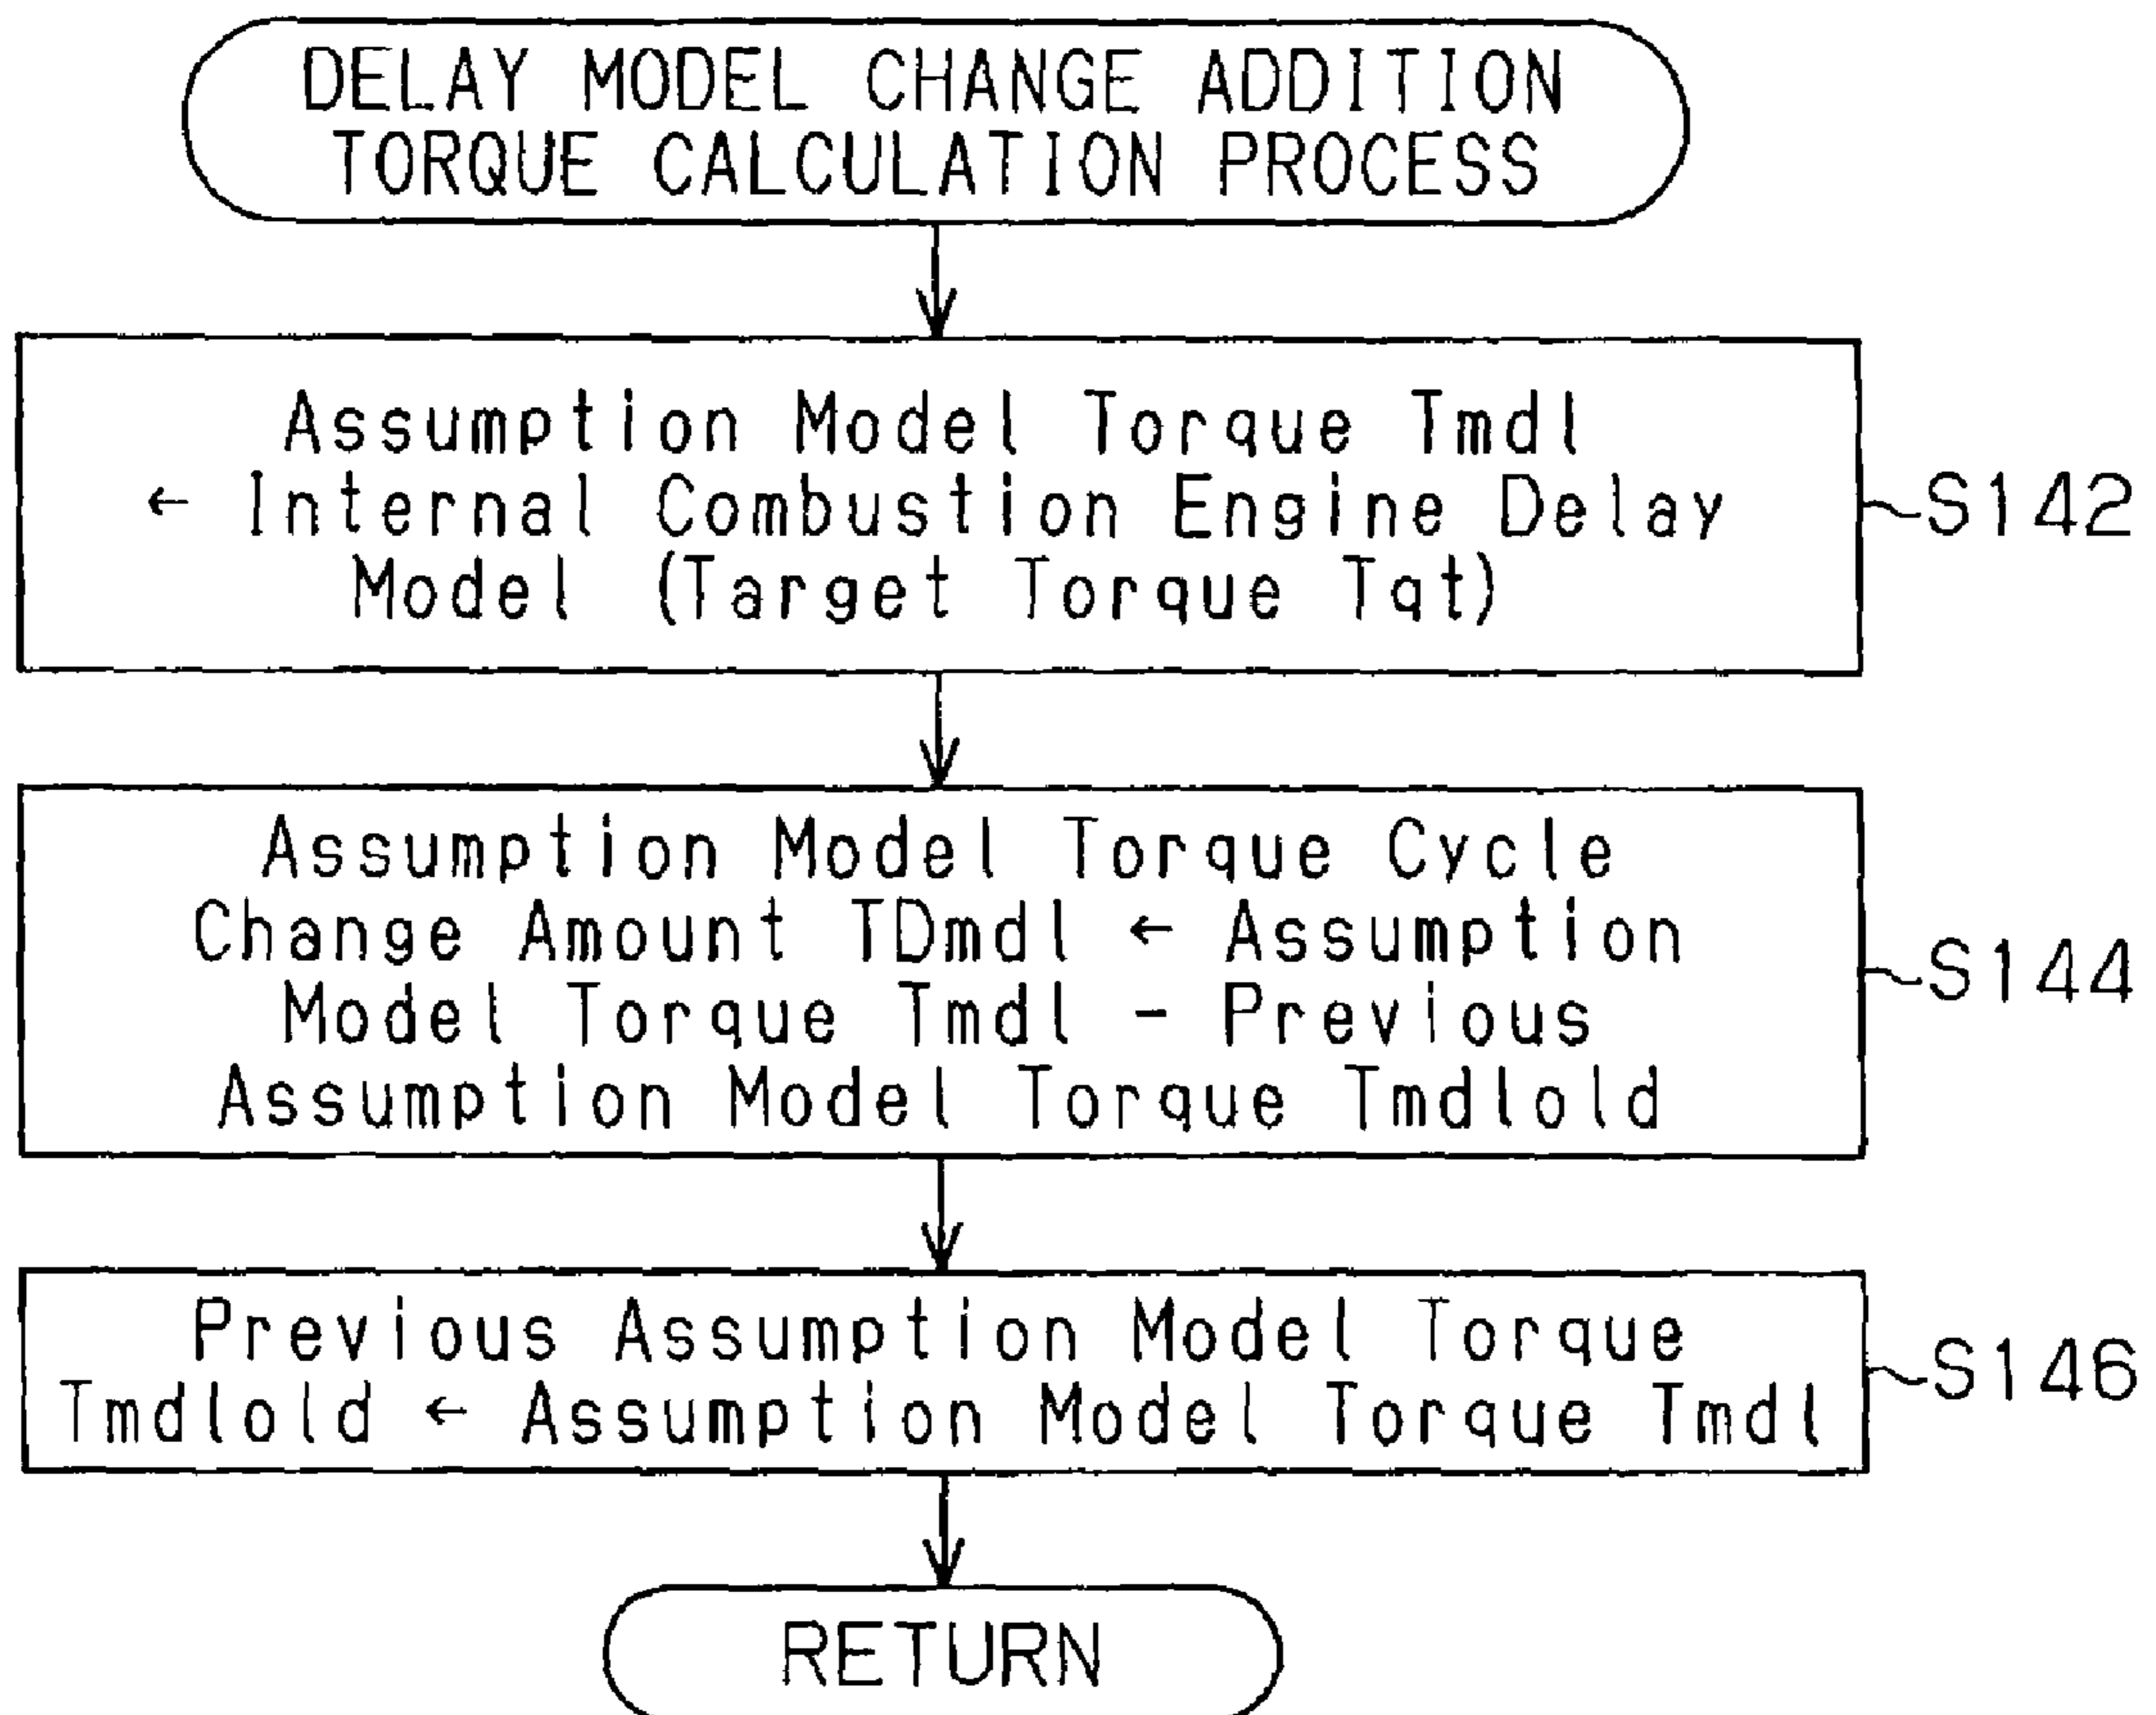 DELAY MODEL CHANGE ADDITION
TORQUE CALCULATION PROCESS
Assumption Model Torque Tmdl
← Internal Combustion Engine Delay
Model (Target Torque Tqt)
S142
Assumption Model Torque Cycle
Change Amount TDmdl ← Assumption
Model Torque Tmdl - Previous
Assumption Model Torque Tmdlold
S144
Previous Assumption Model Torque
Tmdlold ← Assumption Model Torque Tmdl
S146
RETURN